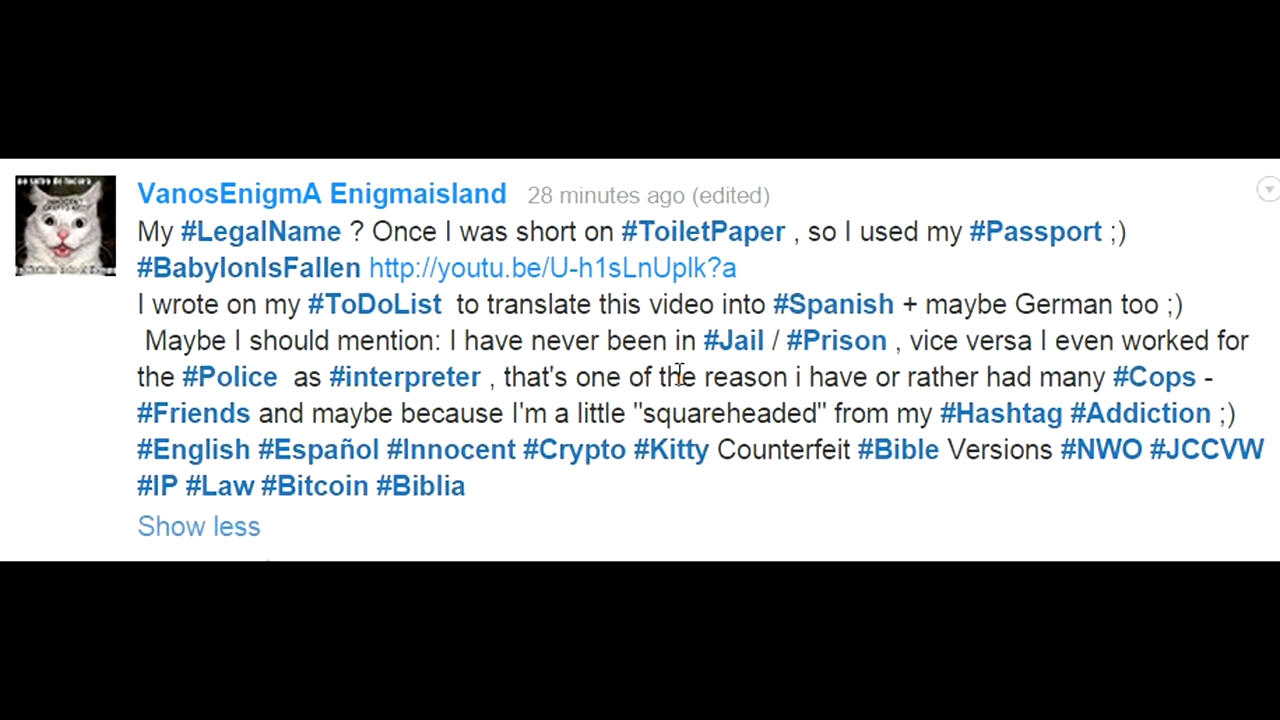 VanosEnigmA Enigmaisland 28 minutes ago (edited)
My #LegalName ? Once I was short on #ToiletPaper , so I used my #Passport ;)
#BabylonIsFallen http://youtu.be/U-h1sLnUplk?a
I wrote on my #ToDoList to translate this video into #Spanish + maybe German too ;)
Maybe I should mention: I have never been in #Jail / #Prison , vice versa I even worked for
the #Police as #interpreter , that's one of the reason i have or rather had many #Cops -
#Friends and maybe because I'm a little "squareheaded" from my #Hashtag #Addiction ;)
#English #Español #Innocent #Crypto #Kitty Counterfeit #Bible Versions #NWO #JCCVW
#IP #Law #Bitcoin #Biblia
Show less